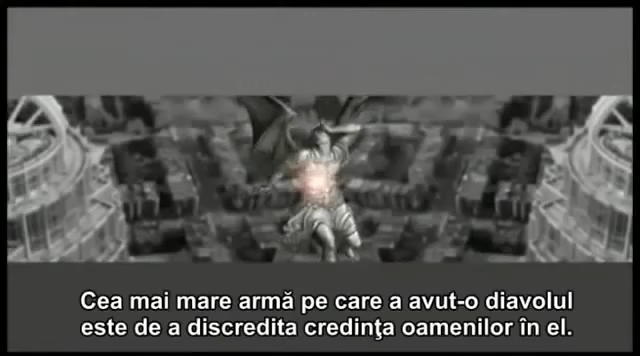 Cea mai mare armă pe care a avut-o diavolul
este de a discredita credinţa oamenilor în el.